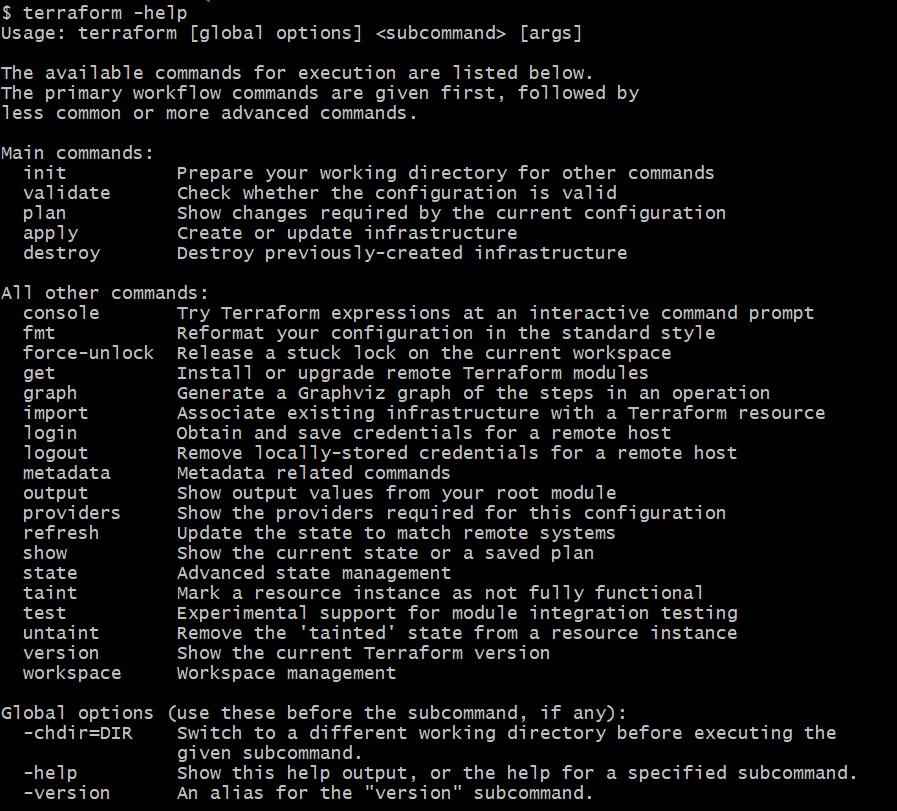 $ terraform -help
Usage: terraform [global options] <subcommand> [args]

The available commands for execution are listed below.
The primary workflow commands are given first, followed by
less common or more advanced commands.

Main commands:
  init          Prepare your working directory for other commands
  validate      Check whether the configuration is valid
  plan          Show changes required by the current configuration
  apply         Create or update infrastructure
  destroy       Destroy previously-created infrastructure

All other commands:
  console       Try Terraform expressions at an interactive command prompt
  fmt           Reformat your configuration in the standard style
  force-unlock  Release a stuck lock on the current workspace
  get           Install or upgrade remote Terraform modules
  graph         Generate a Graphviz graph of the steps in an operation
  import        Associate existing infrastructure with a Terraform resource
  login         Obtain and save credentials for a remote host
  logout        Remove locally-stored credentials for a remote host
  metadata      Metadata related commands
  output        Show output values from your root module
  providers     Show the providers required for this configuration
  refresh       Update the state to match remote systems
  show          Show the current state or a saved plan
  state         Advanced state management
  taint         Mark a resource instance as not fully functional
  test          Experimental support for module integration testing
  untaint       Remove the 'tainted' state from a resource instance
  version       Show the current Terraform version
  workspace     Workspace management

Global options (use these before the subcommand, if any):
  -chdir=DIR    Switch to a different working directory before executing the
                given subcommand.
  -help         Show this help output, or the help for a specified subcommand.
  -version      An alias for the "version" subcommand.